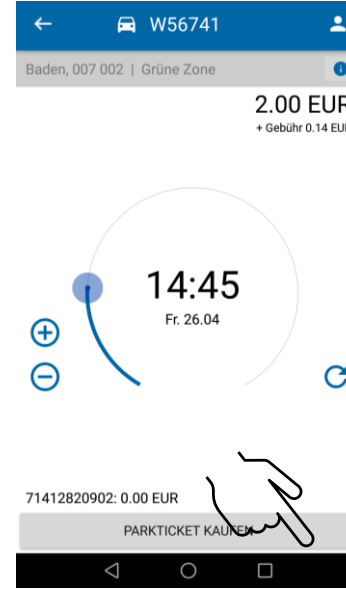 W56741
Baden, 007 002 | Grüne Zone
2.00 EUR
+ Gebühr 0.14 EUR
14:45
Fr. 26.04
71412820902: 0.00 EUR
PARKTICKET KAUFEN